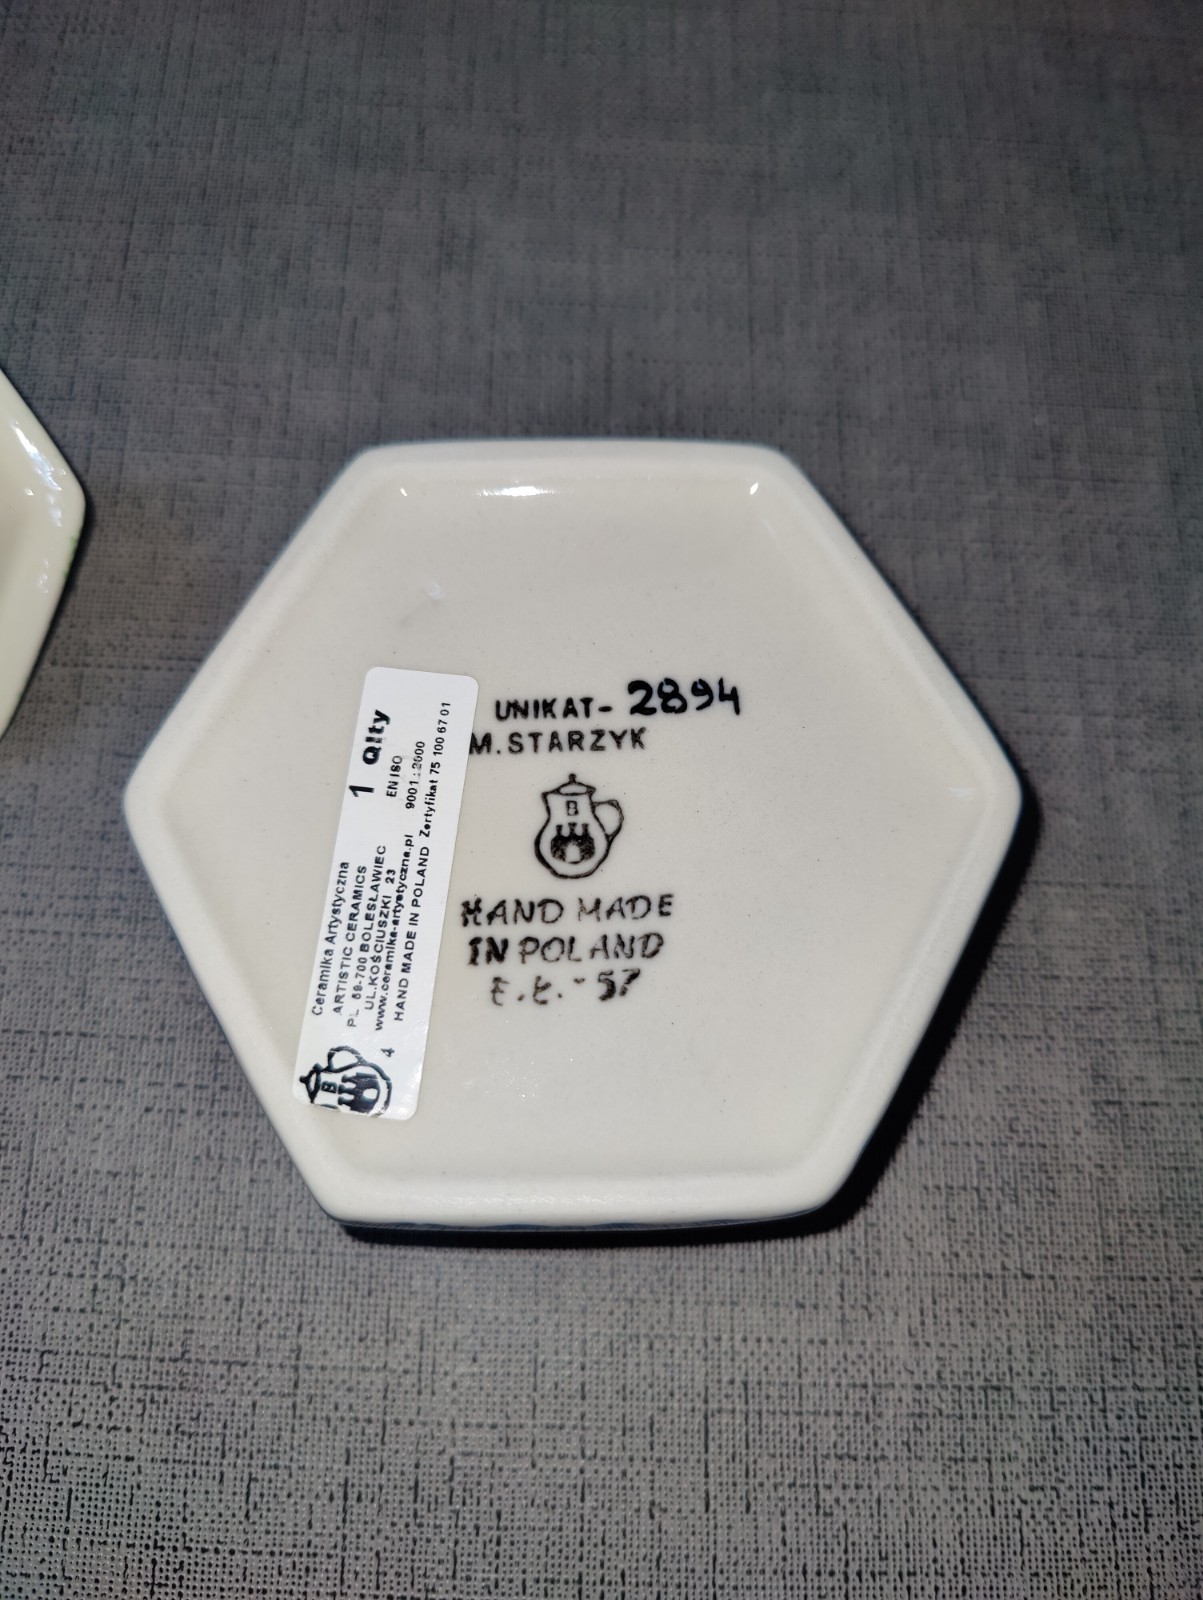 UNIKAT- 2894
M.STARZYK
B
HAND MADE
IN POLAND
1 Qlty
EN ISO
9001:2000
Zertyfikat 75 100 67 01
Ceramika Artystyczna
ARTISTIC CERAMICS
PL 59-700 BOLESŁAWIEC
UL.KOŚCIUSZKI 23
www.ceramika-artystyczna.pl
HAND MADE IN POLAND
4
B